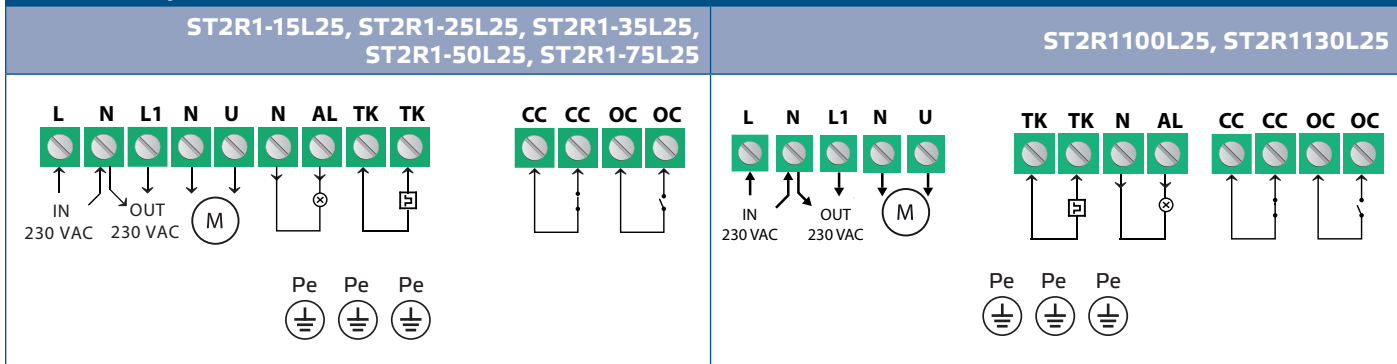 ST2R1-15L25, ST2R1-25L25, ST2R1-35L25,
ST2R1-50L25, ST2R1-75L25
L N L1 N U N AL TK TK CC CC OC OC
IN OUT
230 VAC 230 VAC M
Pe Pe Pe
ST2R1100L25, ST2R1130L25
L N L1 N U TK TK N AL CC CC OC OC
IN OUT
230 VAC 230 VAC M
Pe Pe Pe